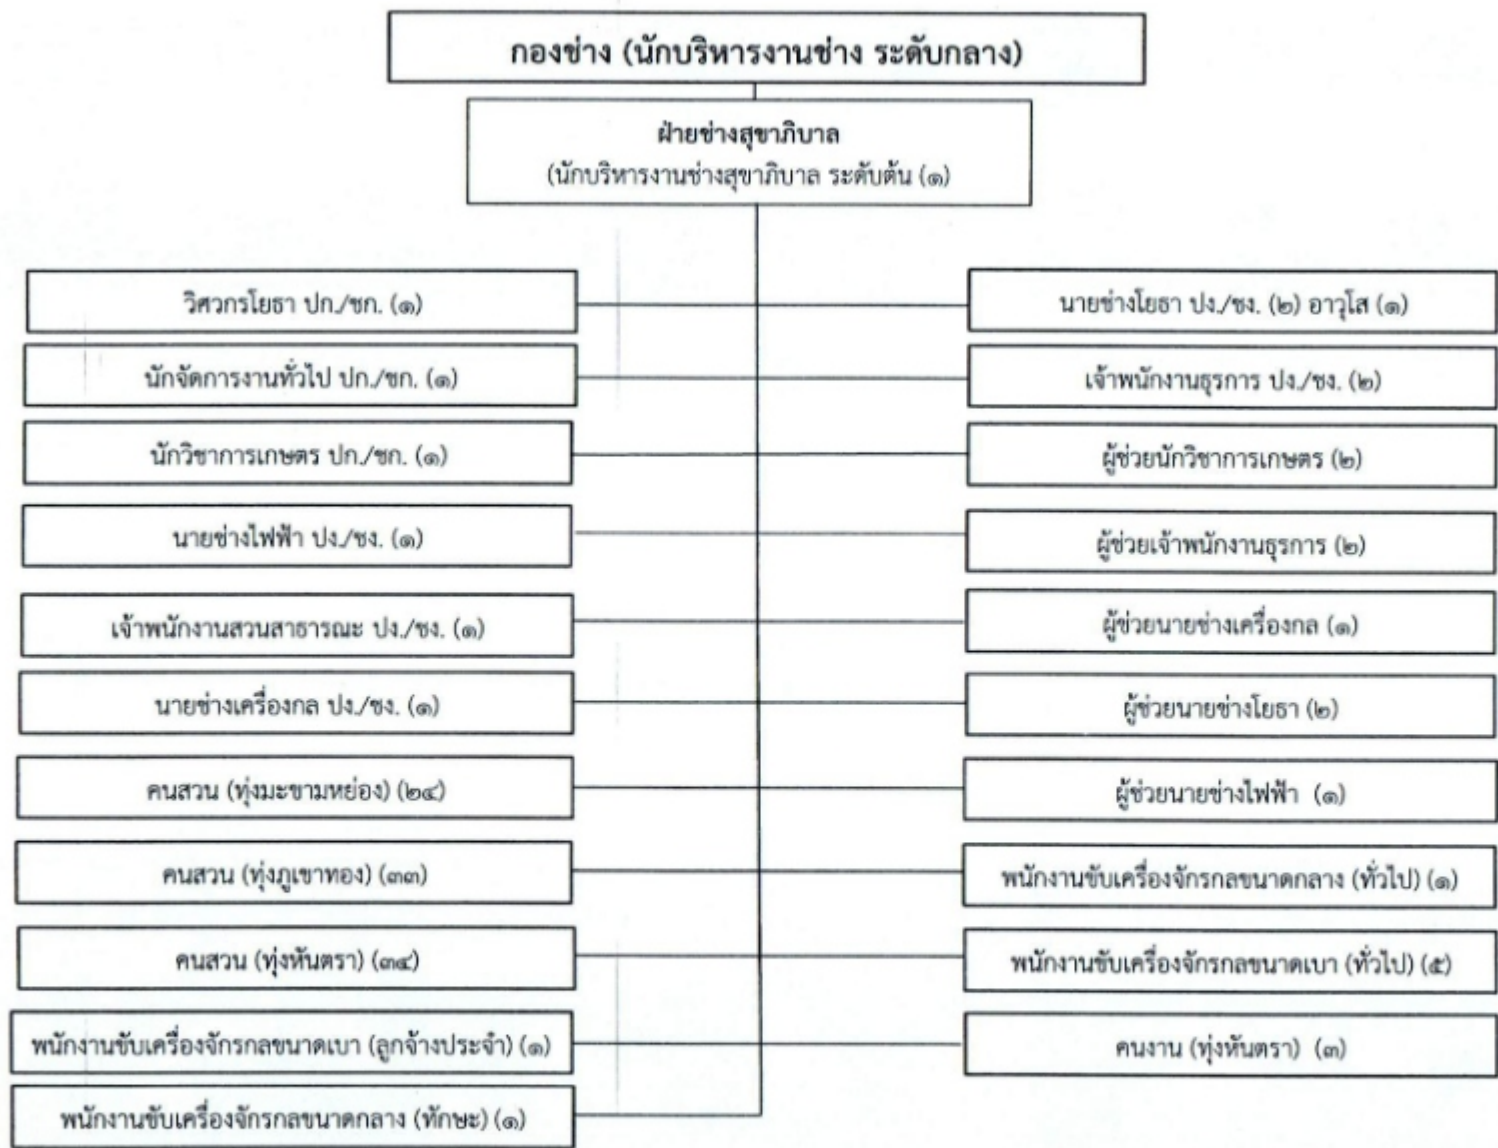 กองช่าง (นักบริหารงานช่าง ระดับกลาง)
ฝ่ายช่างสุขาภิบาล
(นักบริหารงานช่างสุขาภิบาล ระดับต้น (๑)
วิศวกรโยธา ปก./ชก. (๑)
นายช่างโยธา ปง./ชง. (๒) อาวุโส (๑)
นักจัดการงานทั่วไป ปก./ชก. (๑)
เจ้าพนักงานธุรการ ปง./ชง. (๒)
นักวิชาการเกษตร ปก./ชก. (๑)
ผู้ช่วยนักวิชาการเกษตร (๒)
นายช่างไฟฟ้า ปง./ชง. (๑)
ผู้ช่วยเจ้าพนักงานธุรการ (๒)
เจ้าพนักงานสวนสาธารณะ ปง./ชง. (๑)
ผู้ช่วยนายช่างเครื่องกล (๑)
นายช่างเครื่องกล ปง./ชง. (๑)
ผู้ช่วยนายช่างโยธา (๒)
คนสวน (ทุ่งมะขามหย่อง) (๒๔)
ผู้ช่วยนายช่างไฟฟ้า (๑)
คนสวน (ทุ่งภูเขาทอง) (๓๓)
พนักงานขับเครื่องจักรกลขนาดกลาง (ทั่วไป) (๑)
คนสวน (ทุ่งหันตรา) (๓๔)
พนักงานขับเครื่องจักรกลขนาดเบา (ทั่วไป) (๕)
พนักงานขับเครื่องจักรกลขนาดเบา (ลูกจ้างประจำ) (๑)
คนงาน (ทุ่งหันตรา) (๓)
พนักงานขับเครื่องจักรกลขนาดกลาง (ทักษะ) (๑)